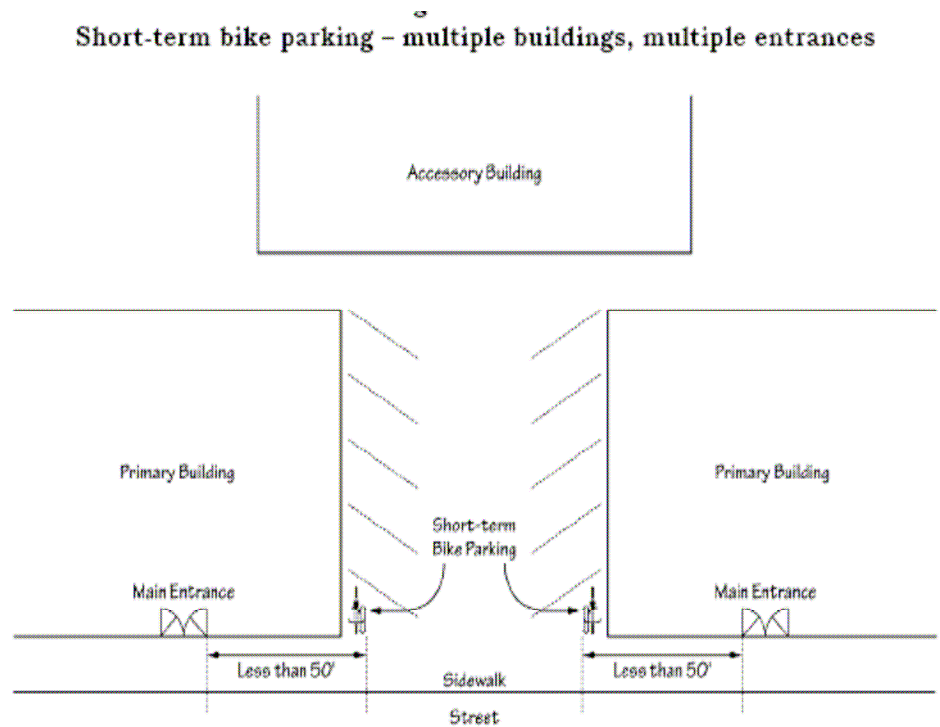 Short-term bike parking – multiple buildings, multiple entrances
Accessory Building
Primary Building
Primary Building
Short-term
Bike Parking
Main Entrance
Main Entrance
Less than 50'
Less than 50'
Sidewalk
Street